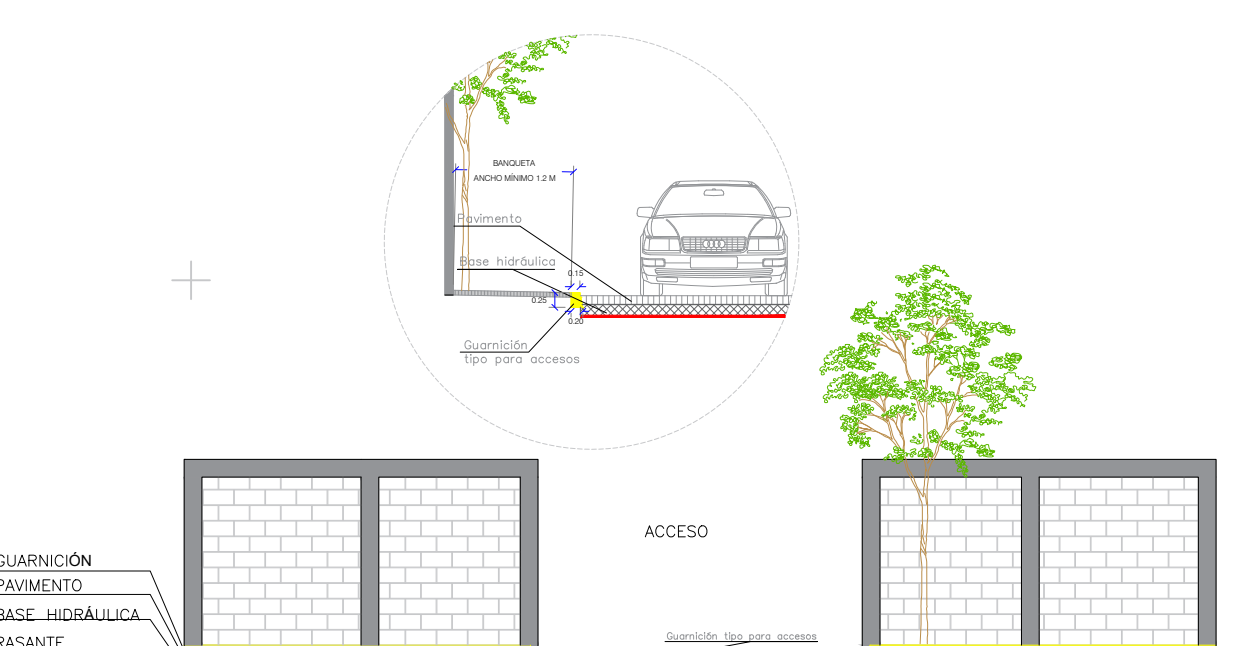 BANQUETA
ANCHO MÍNIMO 1.2 M
Pavimento
Base hidráulica
0.15
0.25
0.20
Guarnición
tipo para accesos
ACCESO
GUARNICIÓN
PAVIMENTO
BASE HIDRÁULICA
RASANTE
Guarnición tipo para accesos